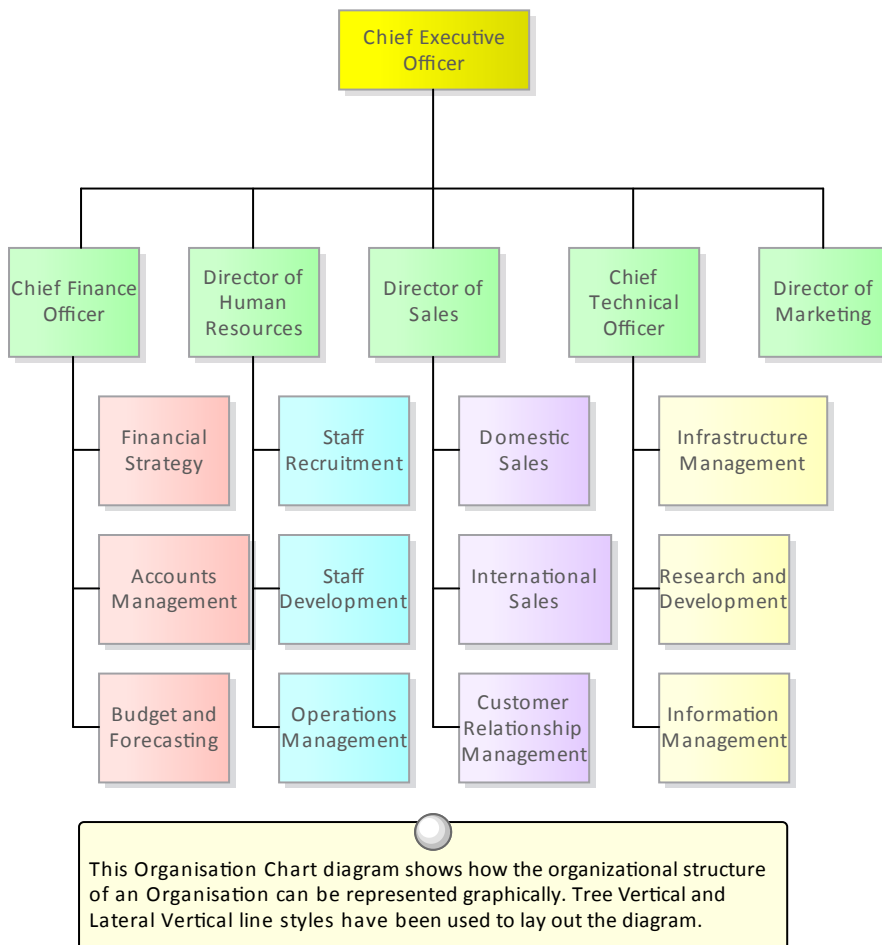 Chief Executive
Officer
Chief Finance
Officer
Director of
Human
Resources
Director of
Sales
Chief
Technical
Officer
Director of
Marketing
Financial
Strategy
Staff
Recruitment
Domestic
Sales
Infrastructure
Management
Accounts
Management
Staff
Development
International
Sales
Research and
Development
Budget and
Forecasting
Operations
Management
Customer
Relationship
Management
Information
Management
This Organisation Chart diagram shows how the organizational structure
of an Organisation can be represented graphically. Tree Vertical and
Lateral Vertical line styles have been used to lay out the diagram.